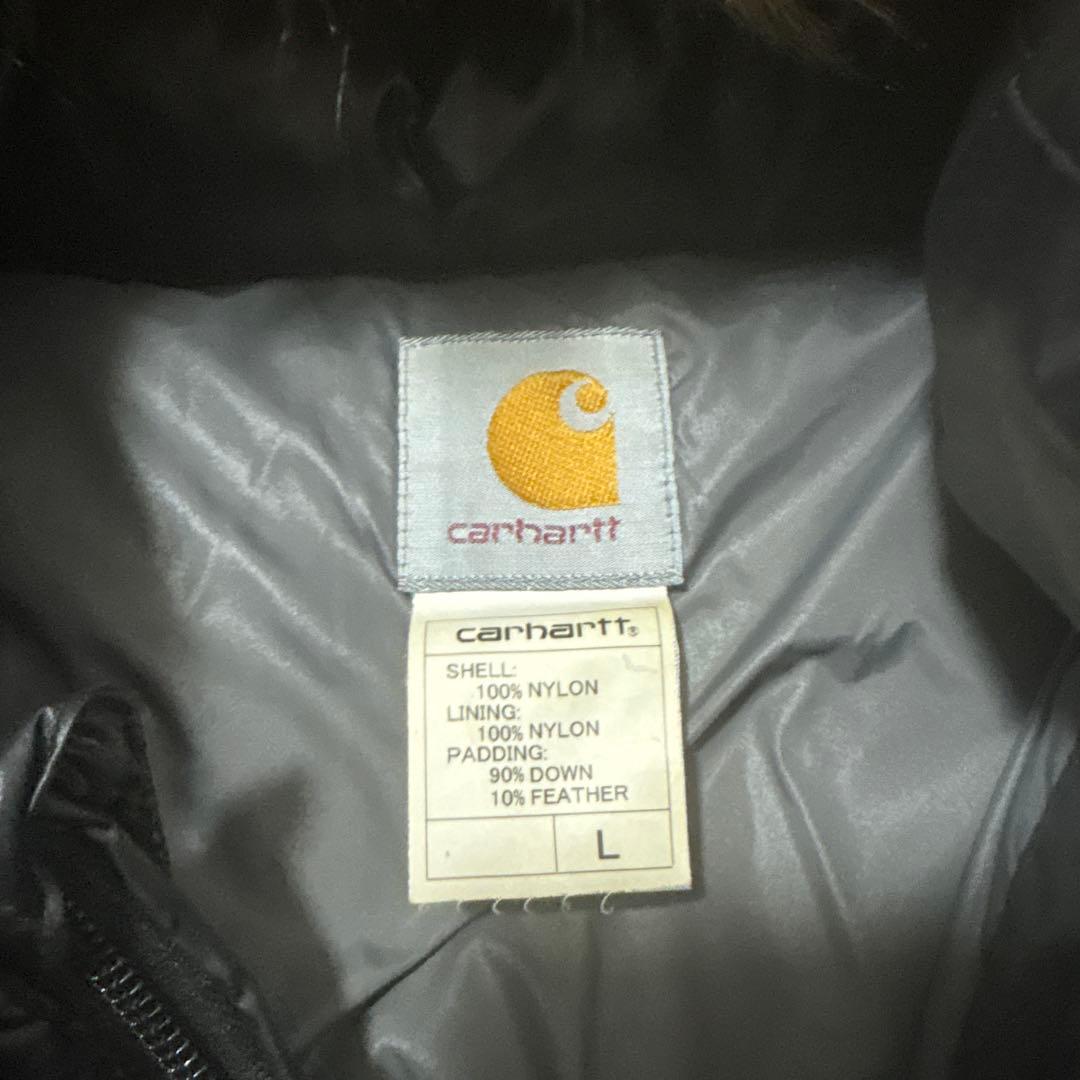 carhartt
carhartt®
SHELL:
100% NYLON
LINING:
100% NYLON
PADDING:
90% DOWN
10% FEATHER
L